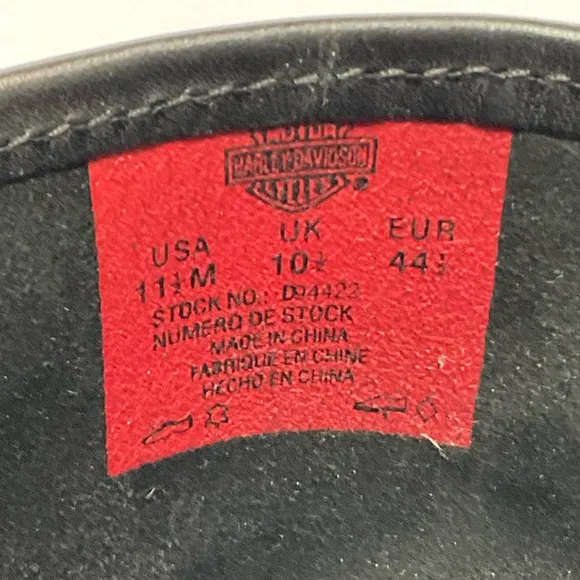 MOTOR
HARLEY-DAVIDSON
CYCLES ®
USA UK EUR
11½M 10½ 44½
STOCK NO.: D94422
NUMERO DE STOCK
MADE IN CHINA
FABRIQUE EN CHINE
HECHO EN CHINA